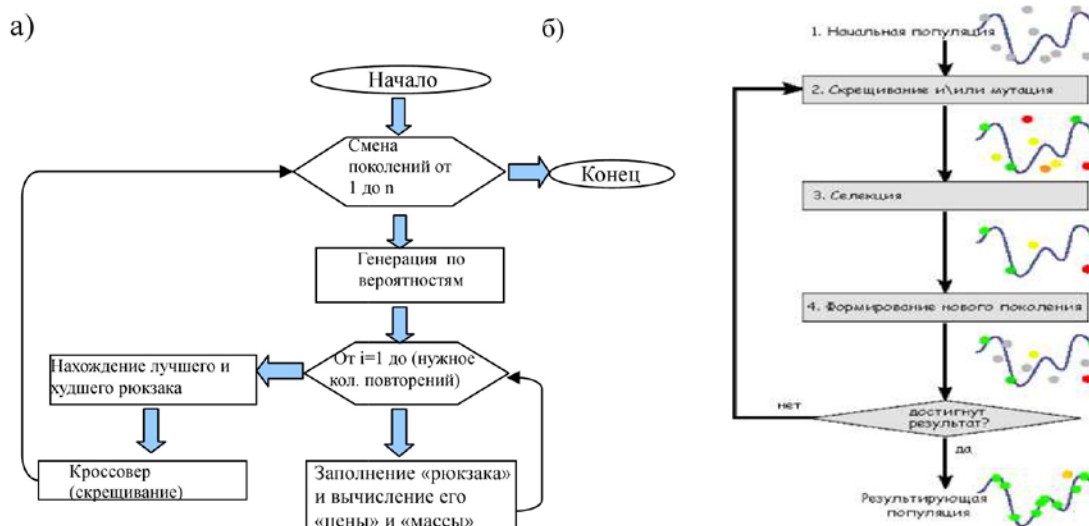 а)
Начало
Смена
поколений от
1 до n
Конец
Генерация по
вероятностям
От i=1 до (нужное
кол. повторений)
Нахождение лучшего и
худшего рюкзака
Кроссовер
(скрещивание)
Заполнение «рюкзака»
и вычисление его
«цены» и «массы»
б)
1. Начальная популяция
2. Скрещивание и\или мутация
3. Селекция
4. Формирование нового поколения
нет
достигнут
результат?
да
Результирующая
популяция